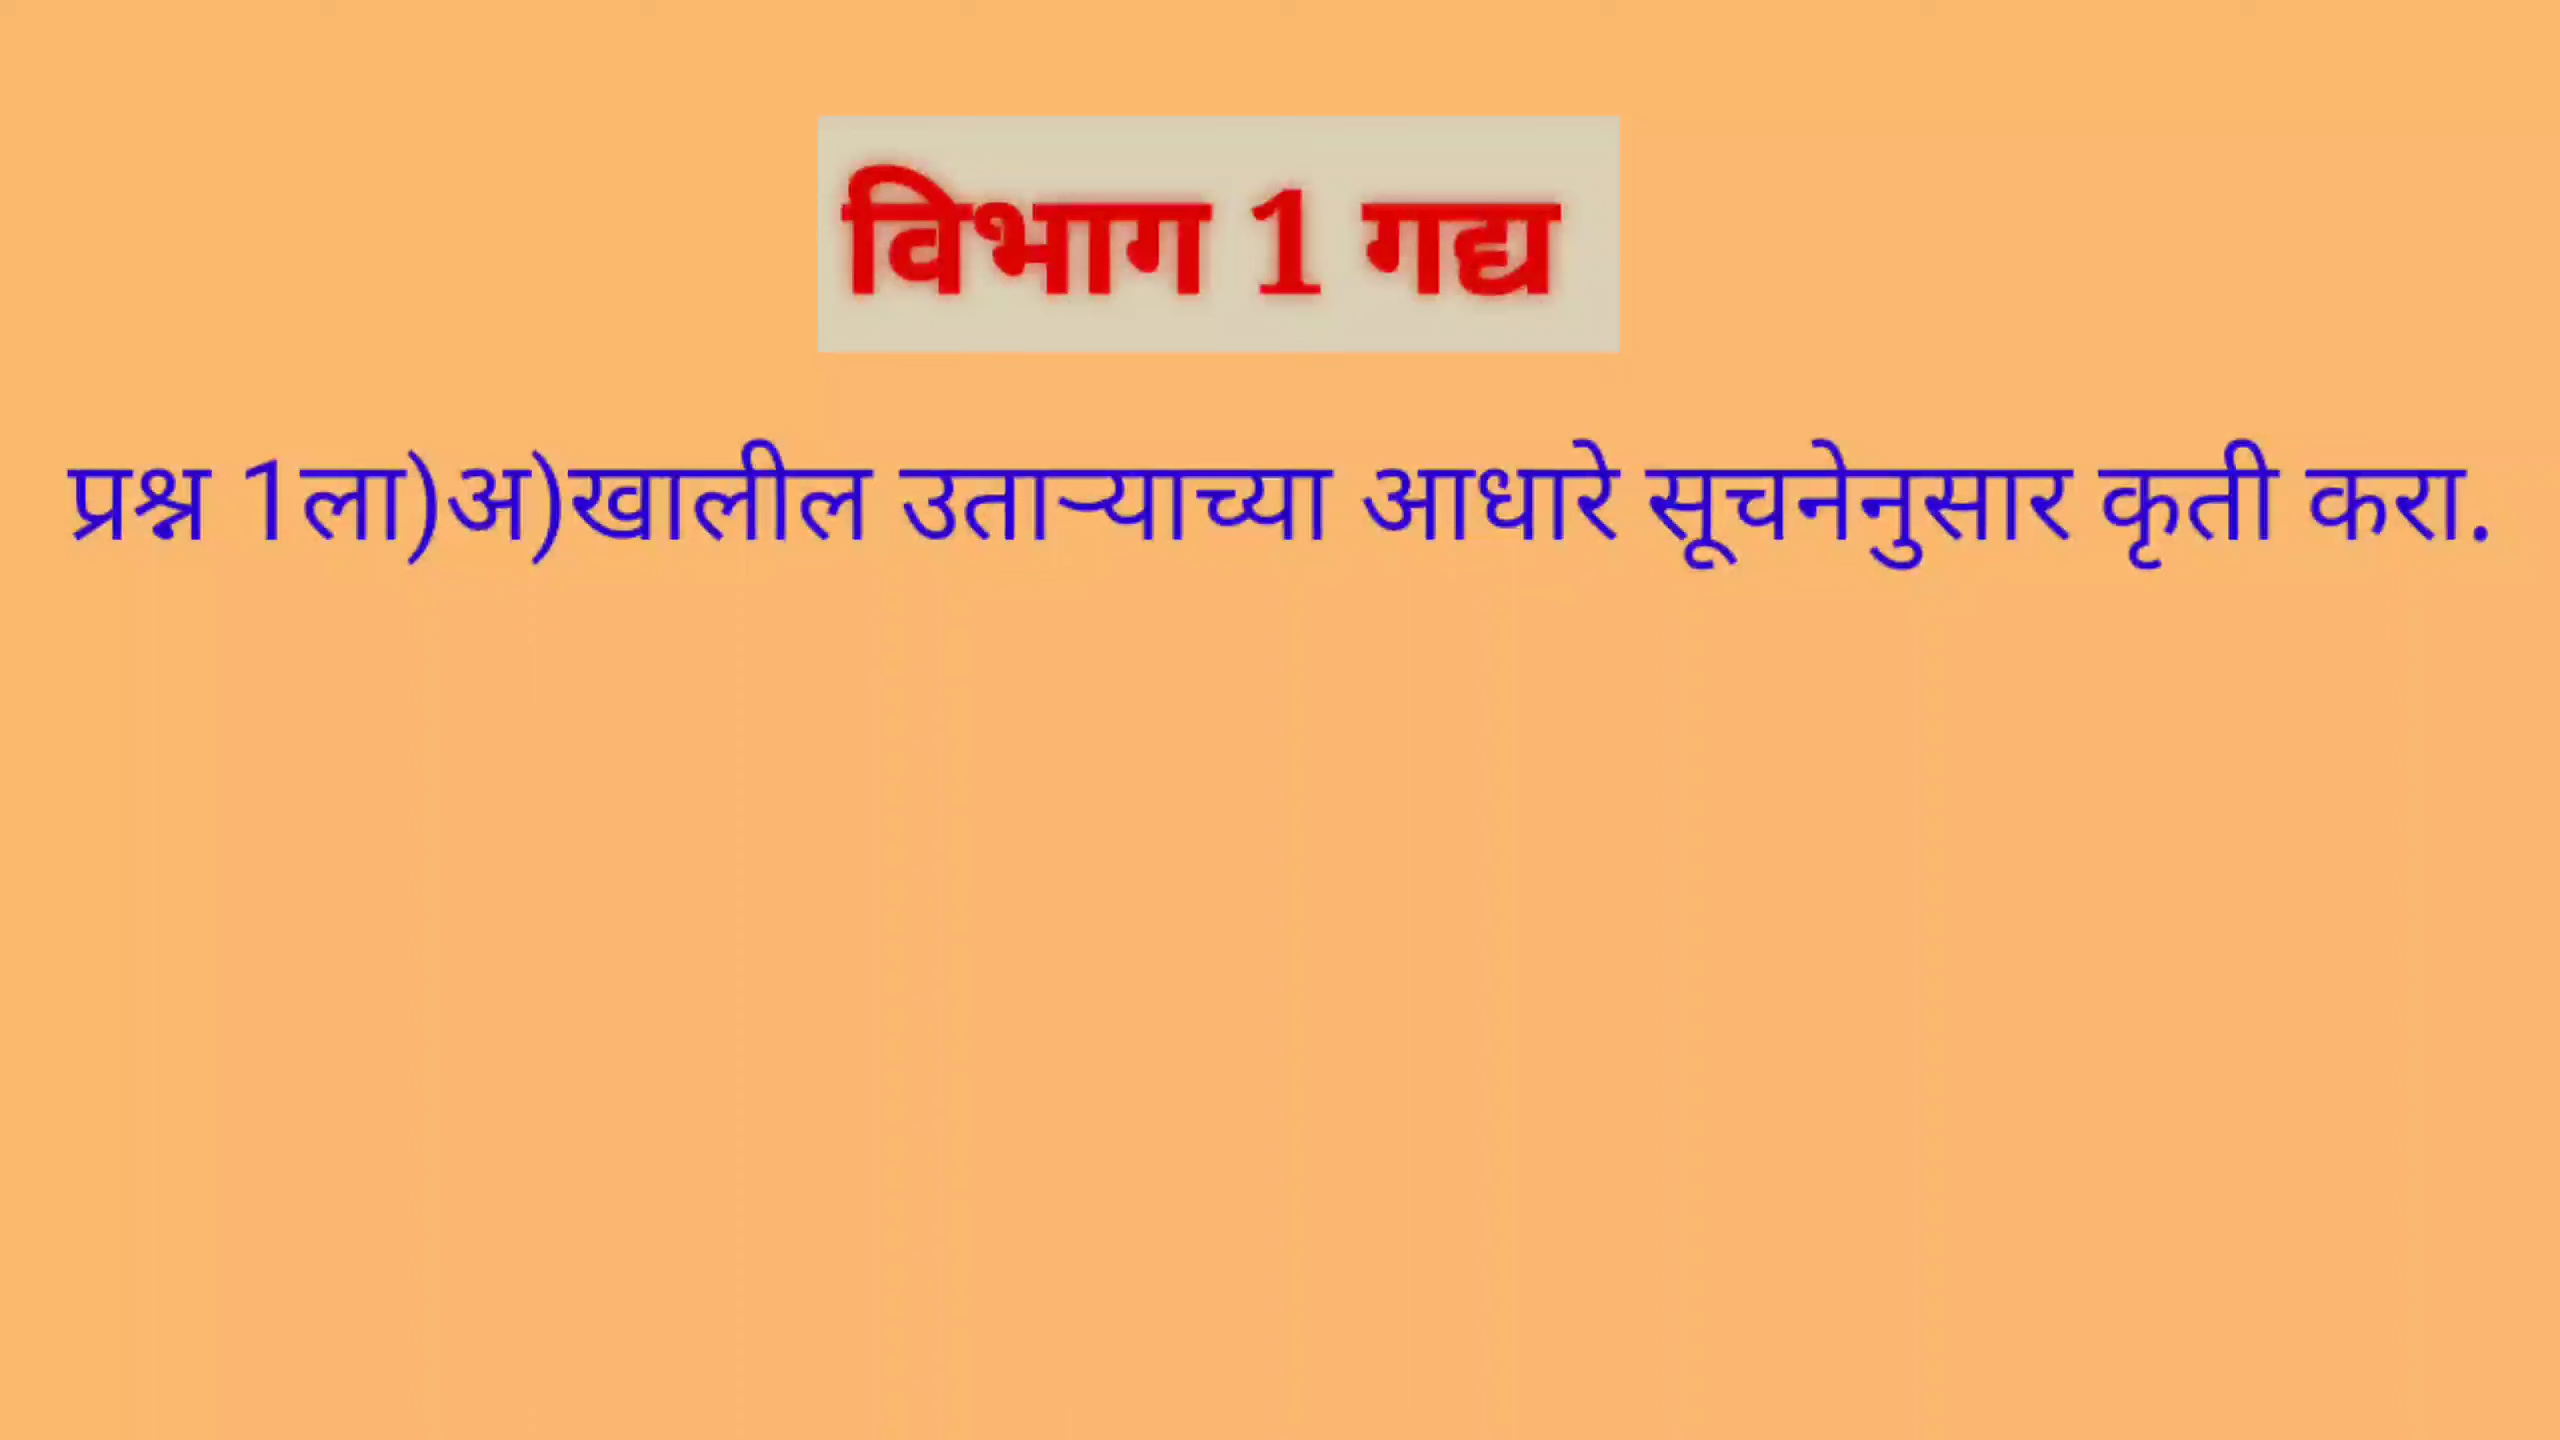 विभाग 1 गद्य
प्रश्न 1ला)अ)खालील उताऱ्याच्या आधारे सूचनेनुसार कृती करा.